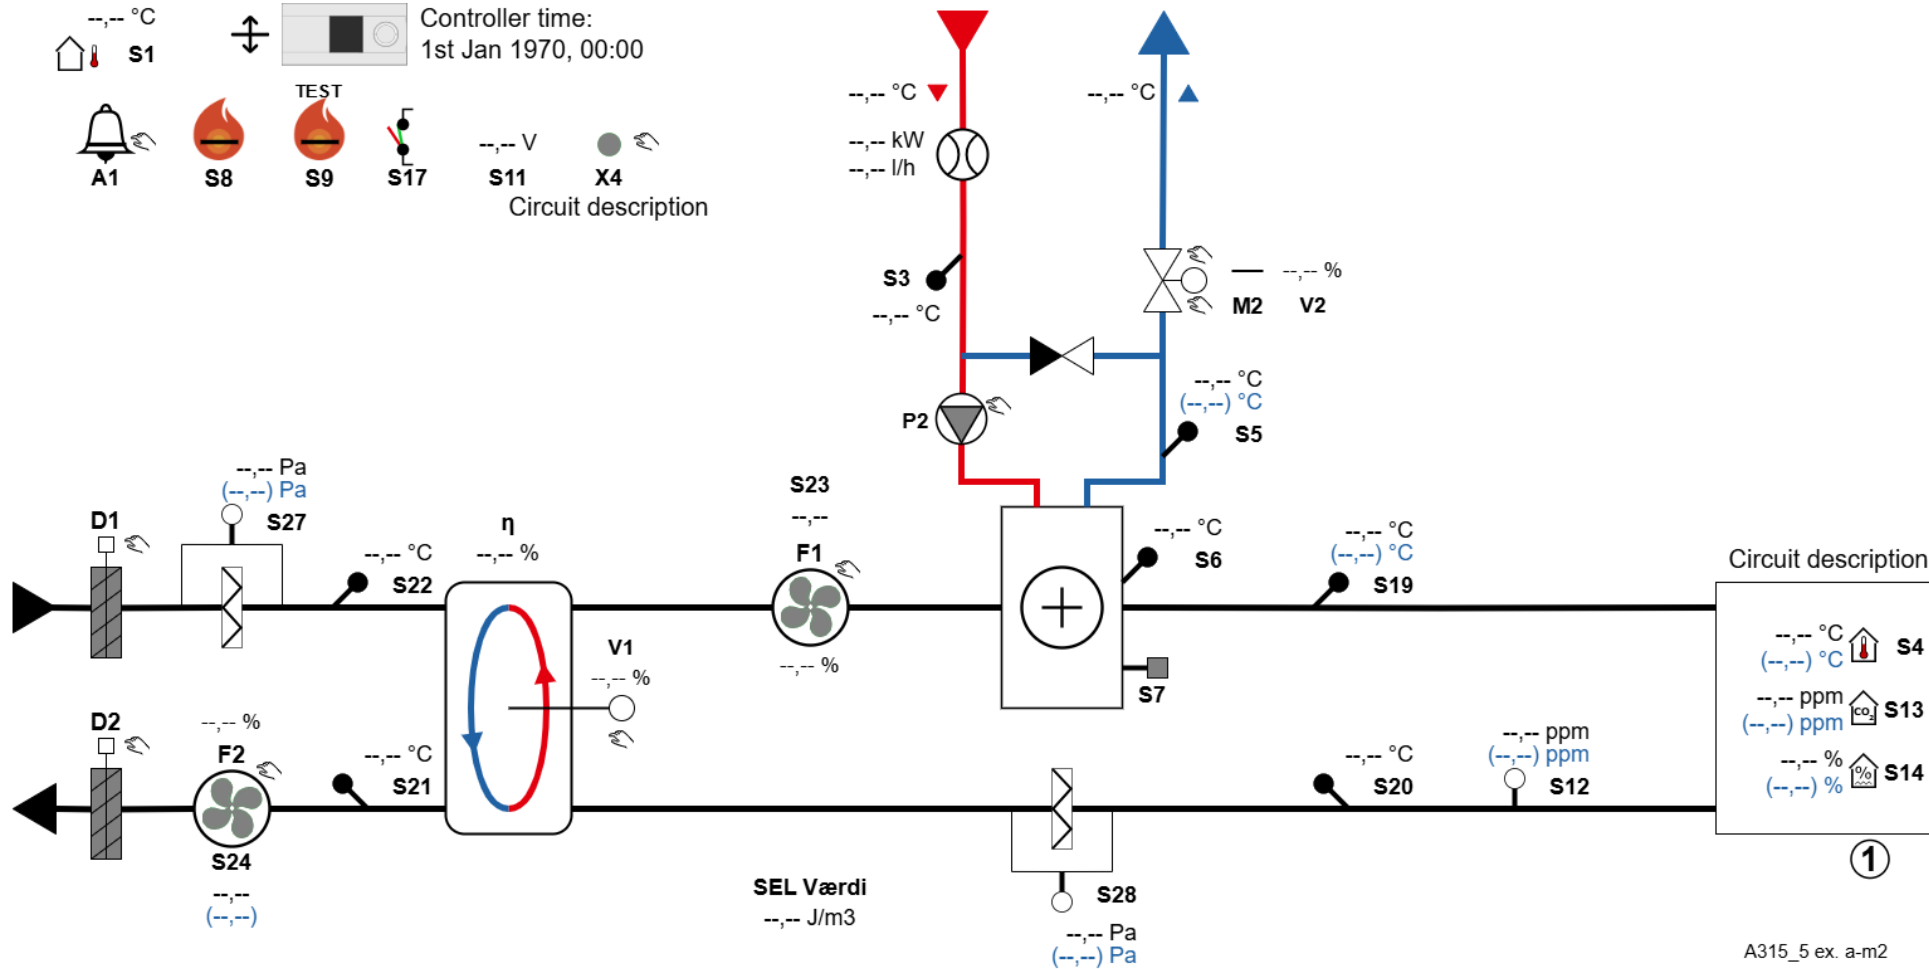 --,-- °C
S1
Controller time:
1st Jan 1970, 00:00
TEST
--,-- V
A1
S8
S9
S17
S11
X4
Circuit description
--,-- °C
--,-- kW
--,-- l/h
--,-- °C
S3
--,-- °C
--,-- %
M2
V2
--,-- °C
(--,--) °C
S5
P2
--,-- Pa
(--,--) Pa
S27
D1
--,-- °C
S22
η
--,-- %
S23
--,--
F1
--,-- %
V1
--,-- %
--,-- °C
S6
S7
--,-- °C
(--,--) °C
S19
Circuit description
--,-- °C
(--,--) °C
S4
--,-- ppm
(--,--) ppm
CO2
S13
--,-- %
(--,--) %
%
S14
1
D2
--,-- %
F2
S24
--,--
(--,--)
--,-- °C
S21
SEL Værdi
--,-- J/m3
S28
--,-- Pa
(--,--) Pa
--,-- °C
S20
--,-- ppm
(--,--) ppm
S12
A315_5 ex. a-m2